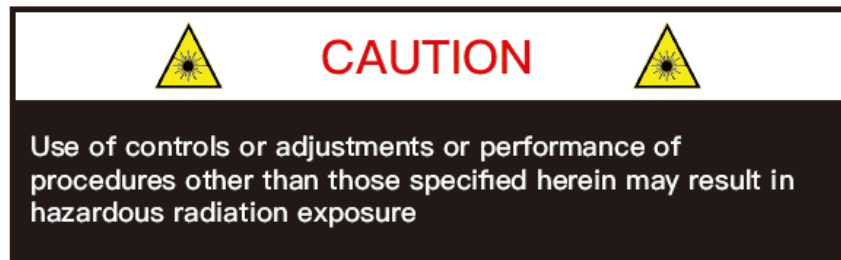 CAUTION
Use of controls or adjustments or performance of
procedures other than those specified herein may result in
hazardous radiation exposure